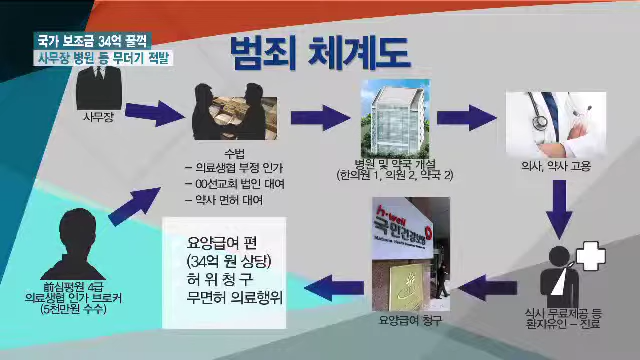 국가 보조금 34억 꿀꺽
사무장 병원 등 무더기 적발
범죄 체계도
사무장
수법
– 의료생협 부정 인가
– 00선교회 법인 대여
– 약사 면허 대여
병원 및 약국 개설
(한의원 1, 의원 2, 약국 2)
의사, 약사 고용
前심평원 4급
의료생협 인가 브로커
(5천만원 수수)
요양급여 편
(34억 원 상당)
허 위 청 구
무면허 의료행위
h·well
국민건강보험
요양급여 청구
식사 무료제공 등
환자유인 – 진료